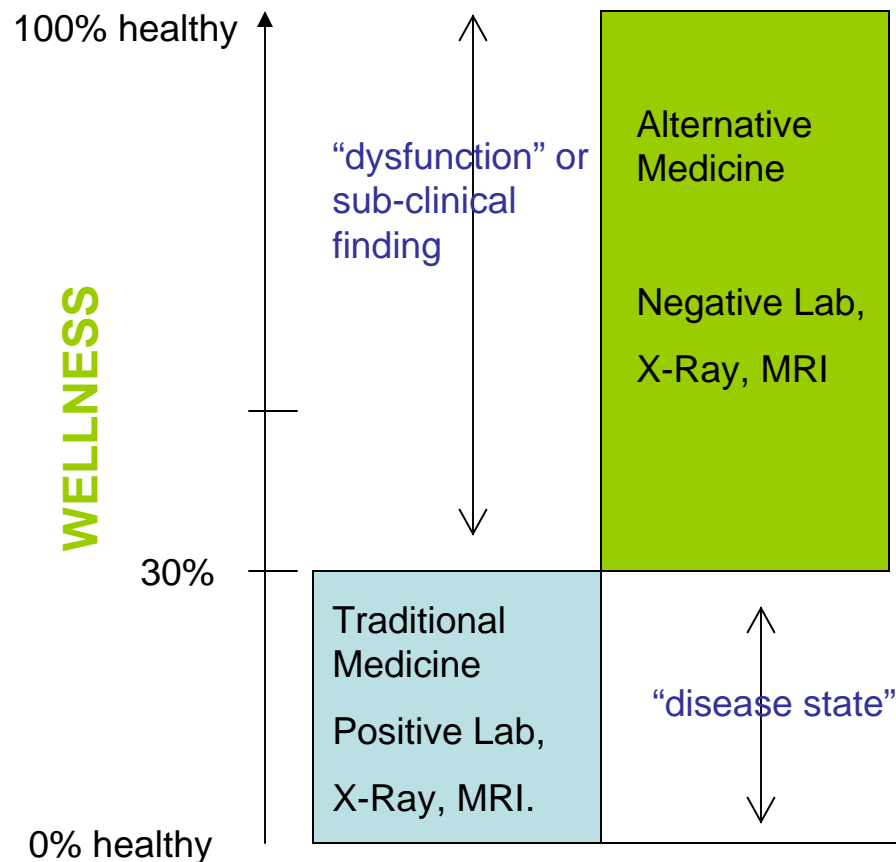 100% healthy
“dysfunction” or
sub-clinical
finding
Alternative
Medicine
Negative Lab,
X-Ray, MRI
WELLNESS
30%
Traditional
Medicine
Positive Lab,
X-Ray, MRI.
“disease state”
0% healthy